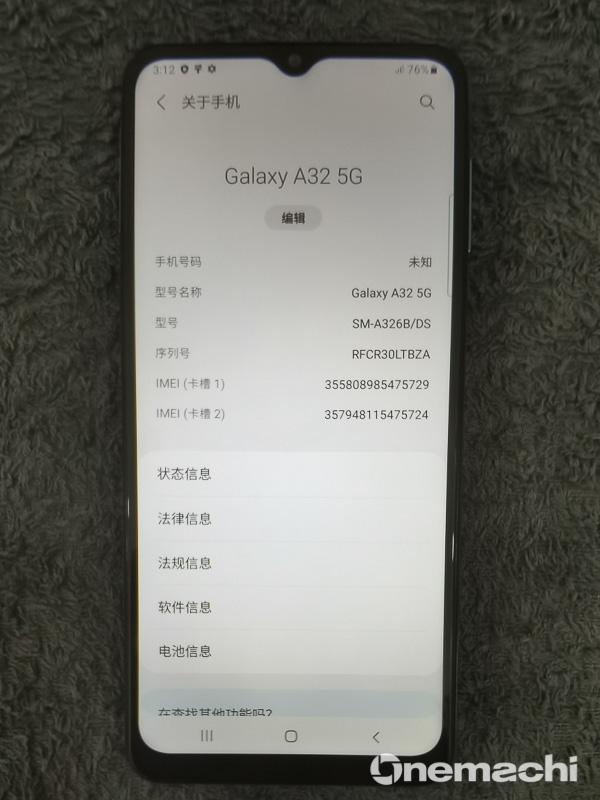 3:12 76%
关于手机
Galaxy A32 5G
编辑
手机号码 未知
型号名称 Galaxy A32 5G
型号 SM-A326B/DS
序列号 RFCR30LTBZA
IMEI (卡槽 1) 355808985475729
IMEI (卡槽 2) 357948115475724
状态信息
法律信息
法规信息
软件信息
电池信息
在查找其他功能吗?
Onemachi